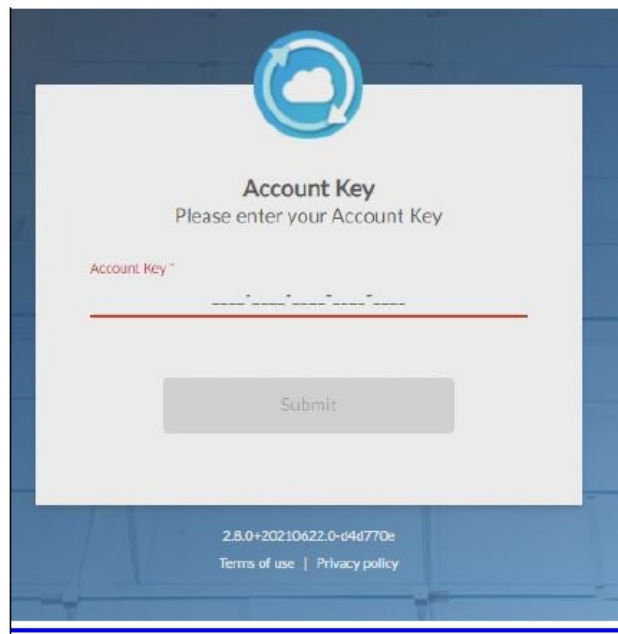 Account Key
Please enter your Account Key
Account Key *
____-____-____-____-____
Submit
2.8.0+20210622.0-d4d770e
Terms of use | Privacy policy